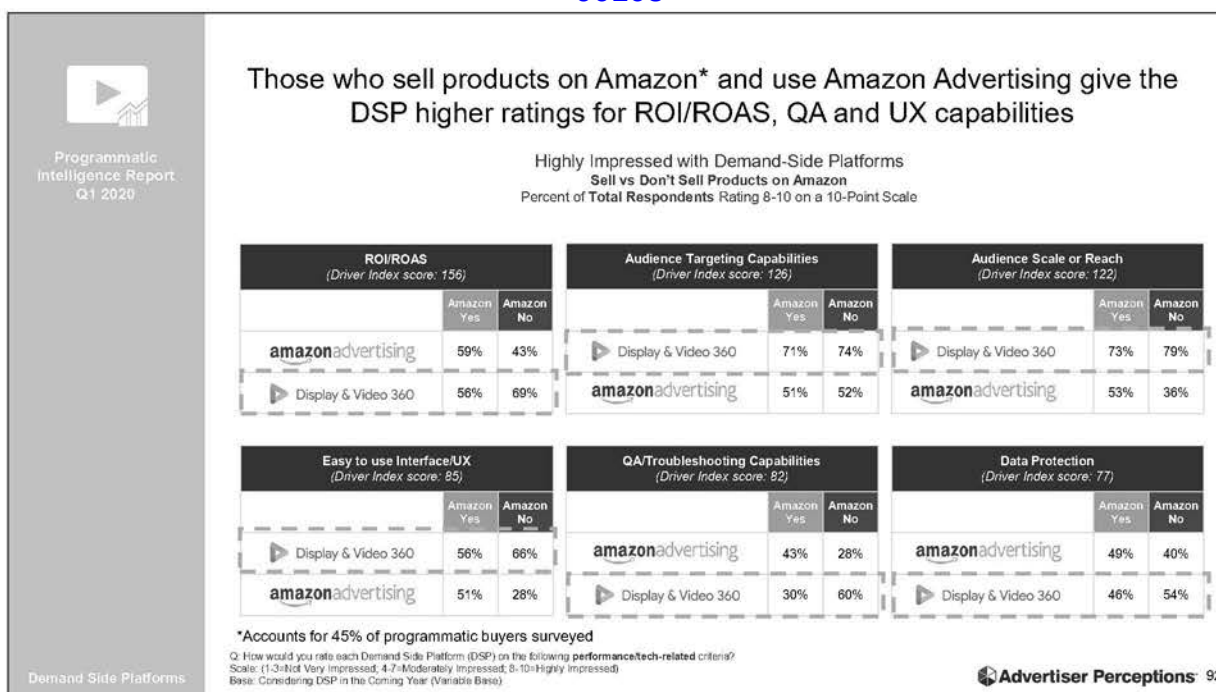 Programmatic
Intelligence Report
Q1 2020
Those who sell products on Amazon* and use Amazon Advertising give the
DSP higher ratings for ROI/ROAS, QA and UX capabilities
Highly Impressed with Demand-Side Platforms
Sell vs Don't Sell Products on Amazon
Percent of Total Respondents Rating 8-10 on a 10-Point Scale
ROI/ROAS
(Driver Index score: 156)
Amazon Yes Amazon No
amazonadvertising 59% 43%
Display & Video 360 56% 69%
Audience Targeting Capabilities
(Driver Index score: 126)
Amazon Yes Amazon No
Display & Video 360 71% 74%
amazonadvertising 51% 52%
Audience Scale or Reach
(Driver Index score: 122)
Amazon Yes Amazon No
Display & Video 360 73% 79%
amazonadvertising 53% 36%
Easy to use Interface/UX
(Driver Index score: 85)
Amazon Yes Amazon No
Display & Video 360 56% 66%
amazonadvertising 51% 28%
QA/Troubleshooting Capabilities
(Driver Index score: 82)
Amazon Yes Amazon No
amazonadvertising 43% 28%
Display & Video 360 30% 60%
Data Protection
(Driver Index score: 77)
Amazon Yes Amazon No
amazonadvertising 49% 40%
Display & Video 360 46% 54%
*Accounts for 45% of programmatic buyers surveyed
Q: How would you rate each Demand Side Platform (DSP) on the following performance/tech-related criteria?
Scale: (1-3=Not Very Impressed; 4-7=Moderately Impressed; 8-10=Highly Impressed)
Base: Considering DSP in the Coming Year (Variable Base)
Demand Side Platforms
Advertiser Perceptions